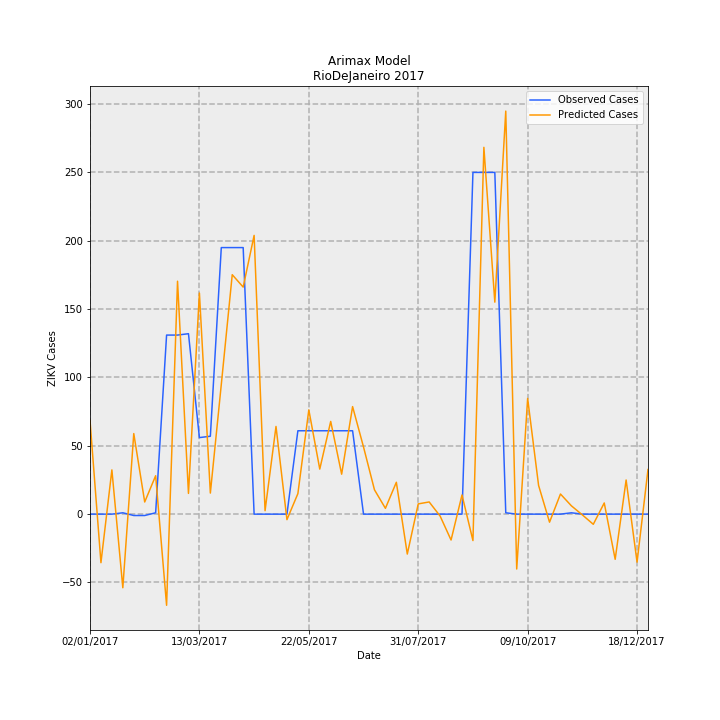 Arimax Model
RioDeJaneiro 2017
Observed Cases
Predicted Cases
300
250
200
150
100
50
0
−50
ZIKV Cases
02/01/2017 13/03/2017 22/05/2017 31/07/2017 09/10/2017 18/12/2017
Date